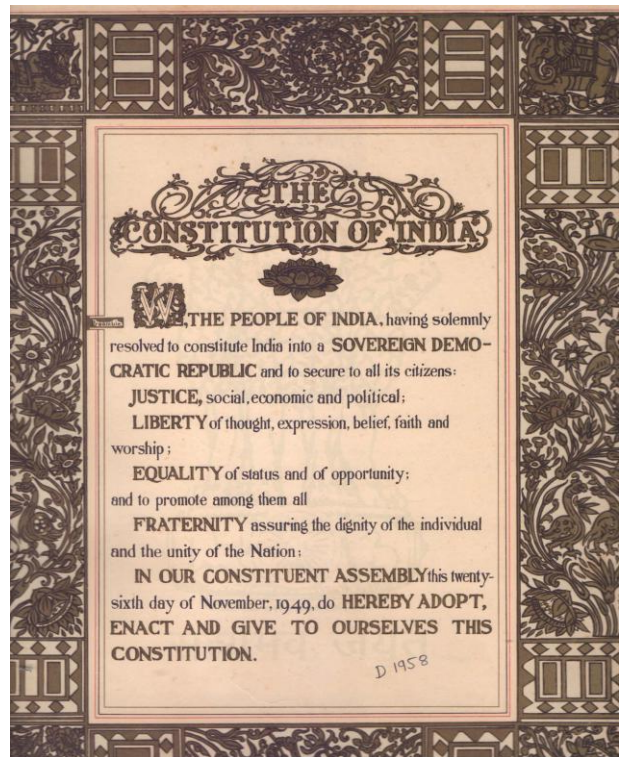 THE
CONSTITUTION OF INDIA
WE, THE PEOPLE OF INDIA, having solemnly
resolved to constitute India into a SOVEREIGN DEMO-
CRATIC REPUBLIC and to secure to all its citizens:
JUSTICE, social, economic and political;
LIBERTY of thought, expression, belief, faith and
worship;
EQUALITY of status and of opportunity;
and to promote among them all
FRATERNITY assuring the dignity of the individual
and the unity of the Nation;
IN OUR CONSTITUENT ASSEMBLY this twenty-
sixth day of November, 1949, do HEREBY ADOPT,
ENACT AND GIVE TO OURSELVES THIS
CONSTITUTION.
D 1958